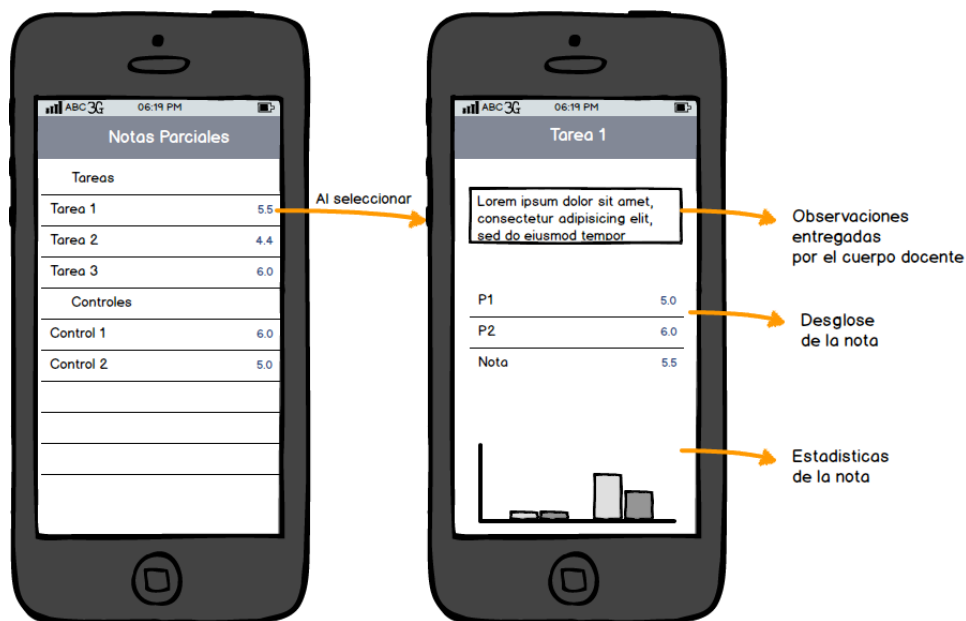 ABC 3G 06:19 PM
Notas Parciales
Tareas
Tarea 1 5.5
Tarea 2 4.4
Tarea 3 6.0
Controles
Control 1 6.0
Control 2 5.0
Al seleccionar
ABC 3G 06:19 PM
Tarea 1
Lorem ipsum dolor sit amet,
consectetur adipisicing elit,
sed do eiusmod tempor
Observaciones
entregadas
por el cuerpo docente
P1 5.0
P2 6.0
Nota 5.5
Desglose
de la nota
Estadisticas
de la nota